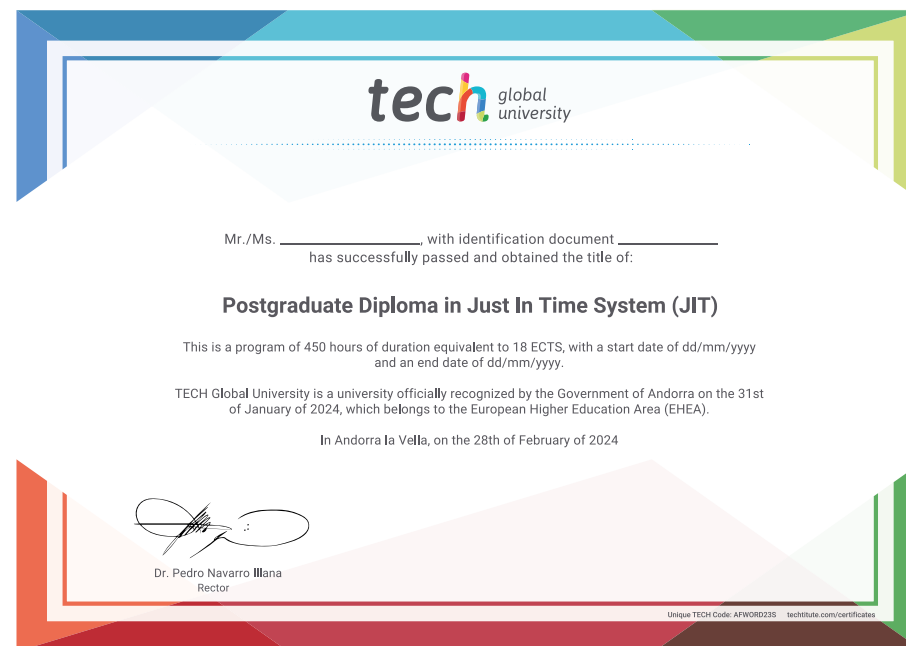 tech global
university
Mr./Ms. ____________, with identification document ____________
has successfully passed and obtained the title of:
Postgraduate Diploma in Just In Time System (JIT)
This is a program of 450 hours of duration equivalent to 18 ECTS, with a start date of dd/mm/yyyy
and an end date of dd/mm/yyyy.
TECH Global University is a university officially recognized by the Government of Andorra on the 31st
of January of 2024, which belongs to the European Higher Education Area (EHEA).
In Andorra la Vella, on the 28th of February of 2024
Dr. Pedro Navarro Illana
Rector
Unique TECH Code: AFWORD23S techtitute.com/certificates